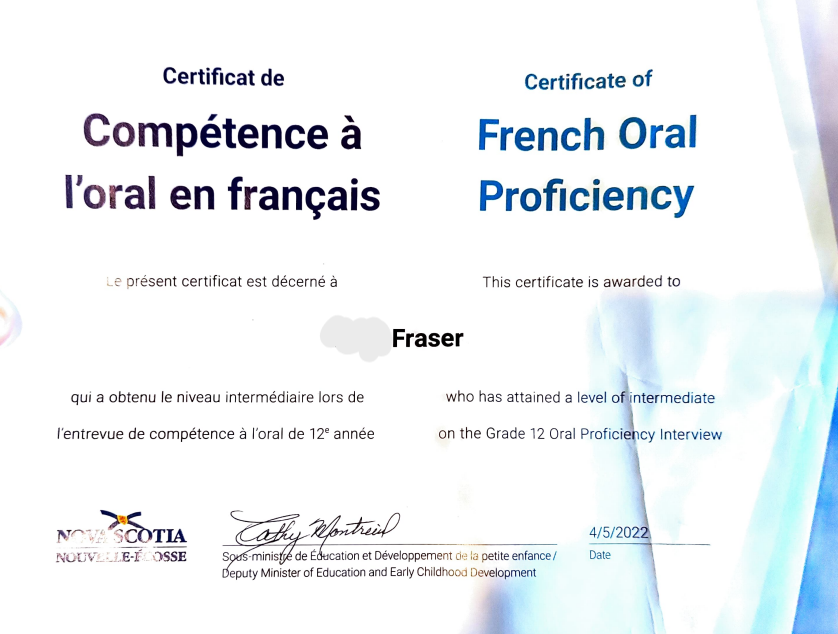 Certificat de
Compétence à
l'oral en français
Le présent certificat est décerné à
Certificate of
French Oral
Proficiency
This certificate is awarded to
Fraser
qui a obtenu le niveau intermédiaire lors de
l'entrevue de compétence à l'oral de 12e année
who has attained a level of intermediate
on the Grade 12 Oral Proficiency Interview
NOVA SCOTIA
NOUVELLE-ÉCOSSE
Cathy Montreuil
Sous-ministre de Éducation et Développement de la petite enfance /
Deputy Minister of Education and Early Childhood Development
4/5/2022
Date